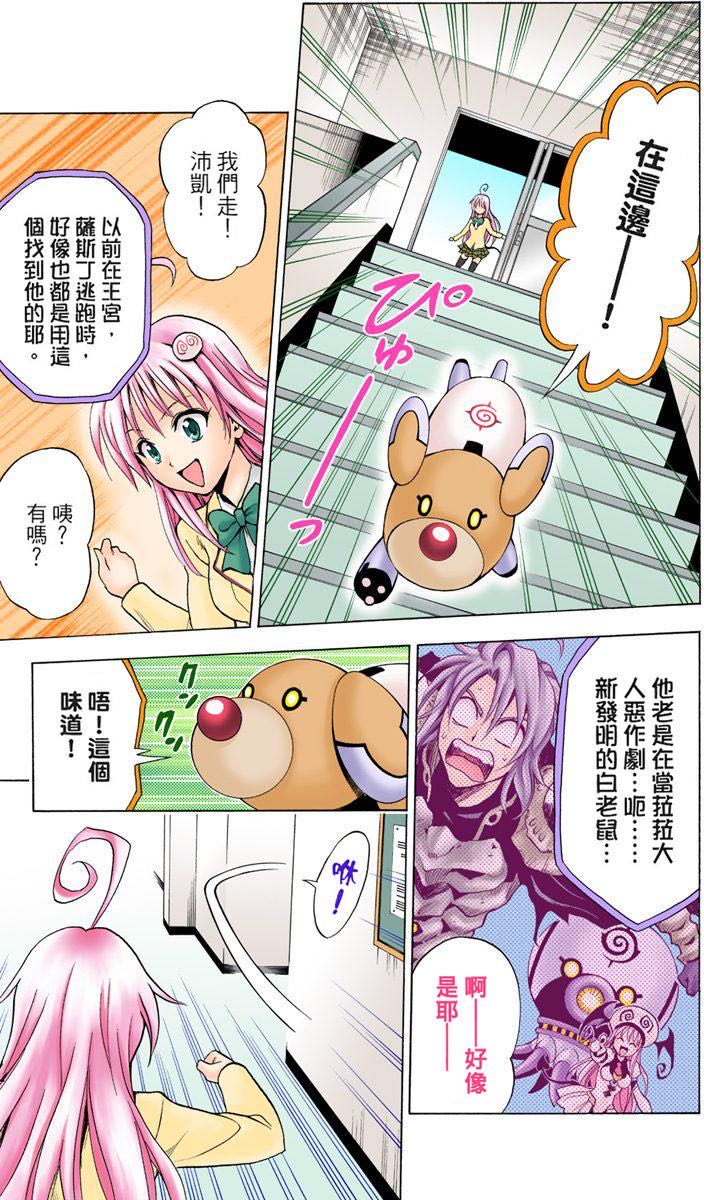 在這邊——！
ぴゅーーっ
我們走！
沛凱！
以前在王宮，
薩斯丁逃跑時，
好像也都是用這
個找到他的耶。
咦？
有嗎？
他老是在當菈菈大
人惡作劇…呃……
新發明的白老鼠…
啊——好像
是耶——
クン
クン
唔！這個
味道！
咻！